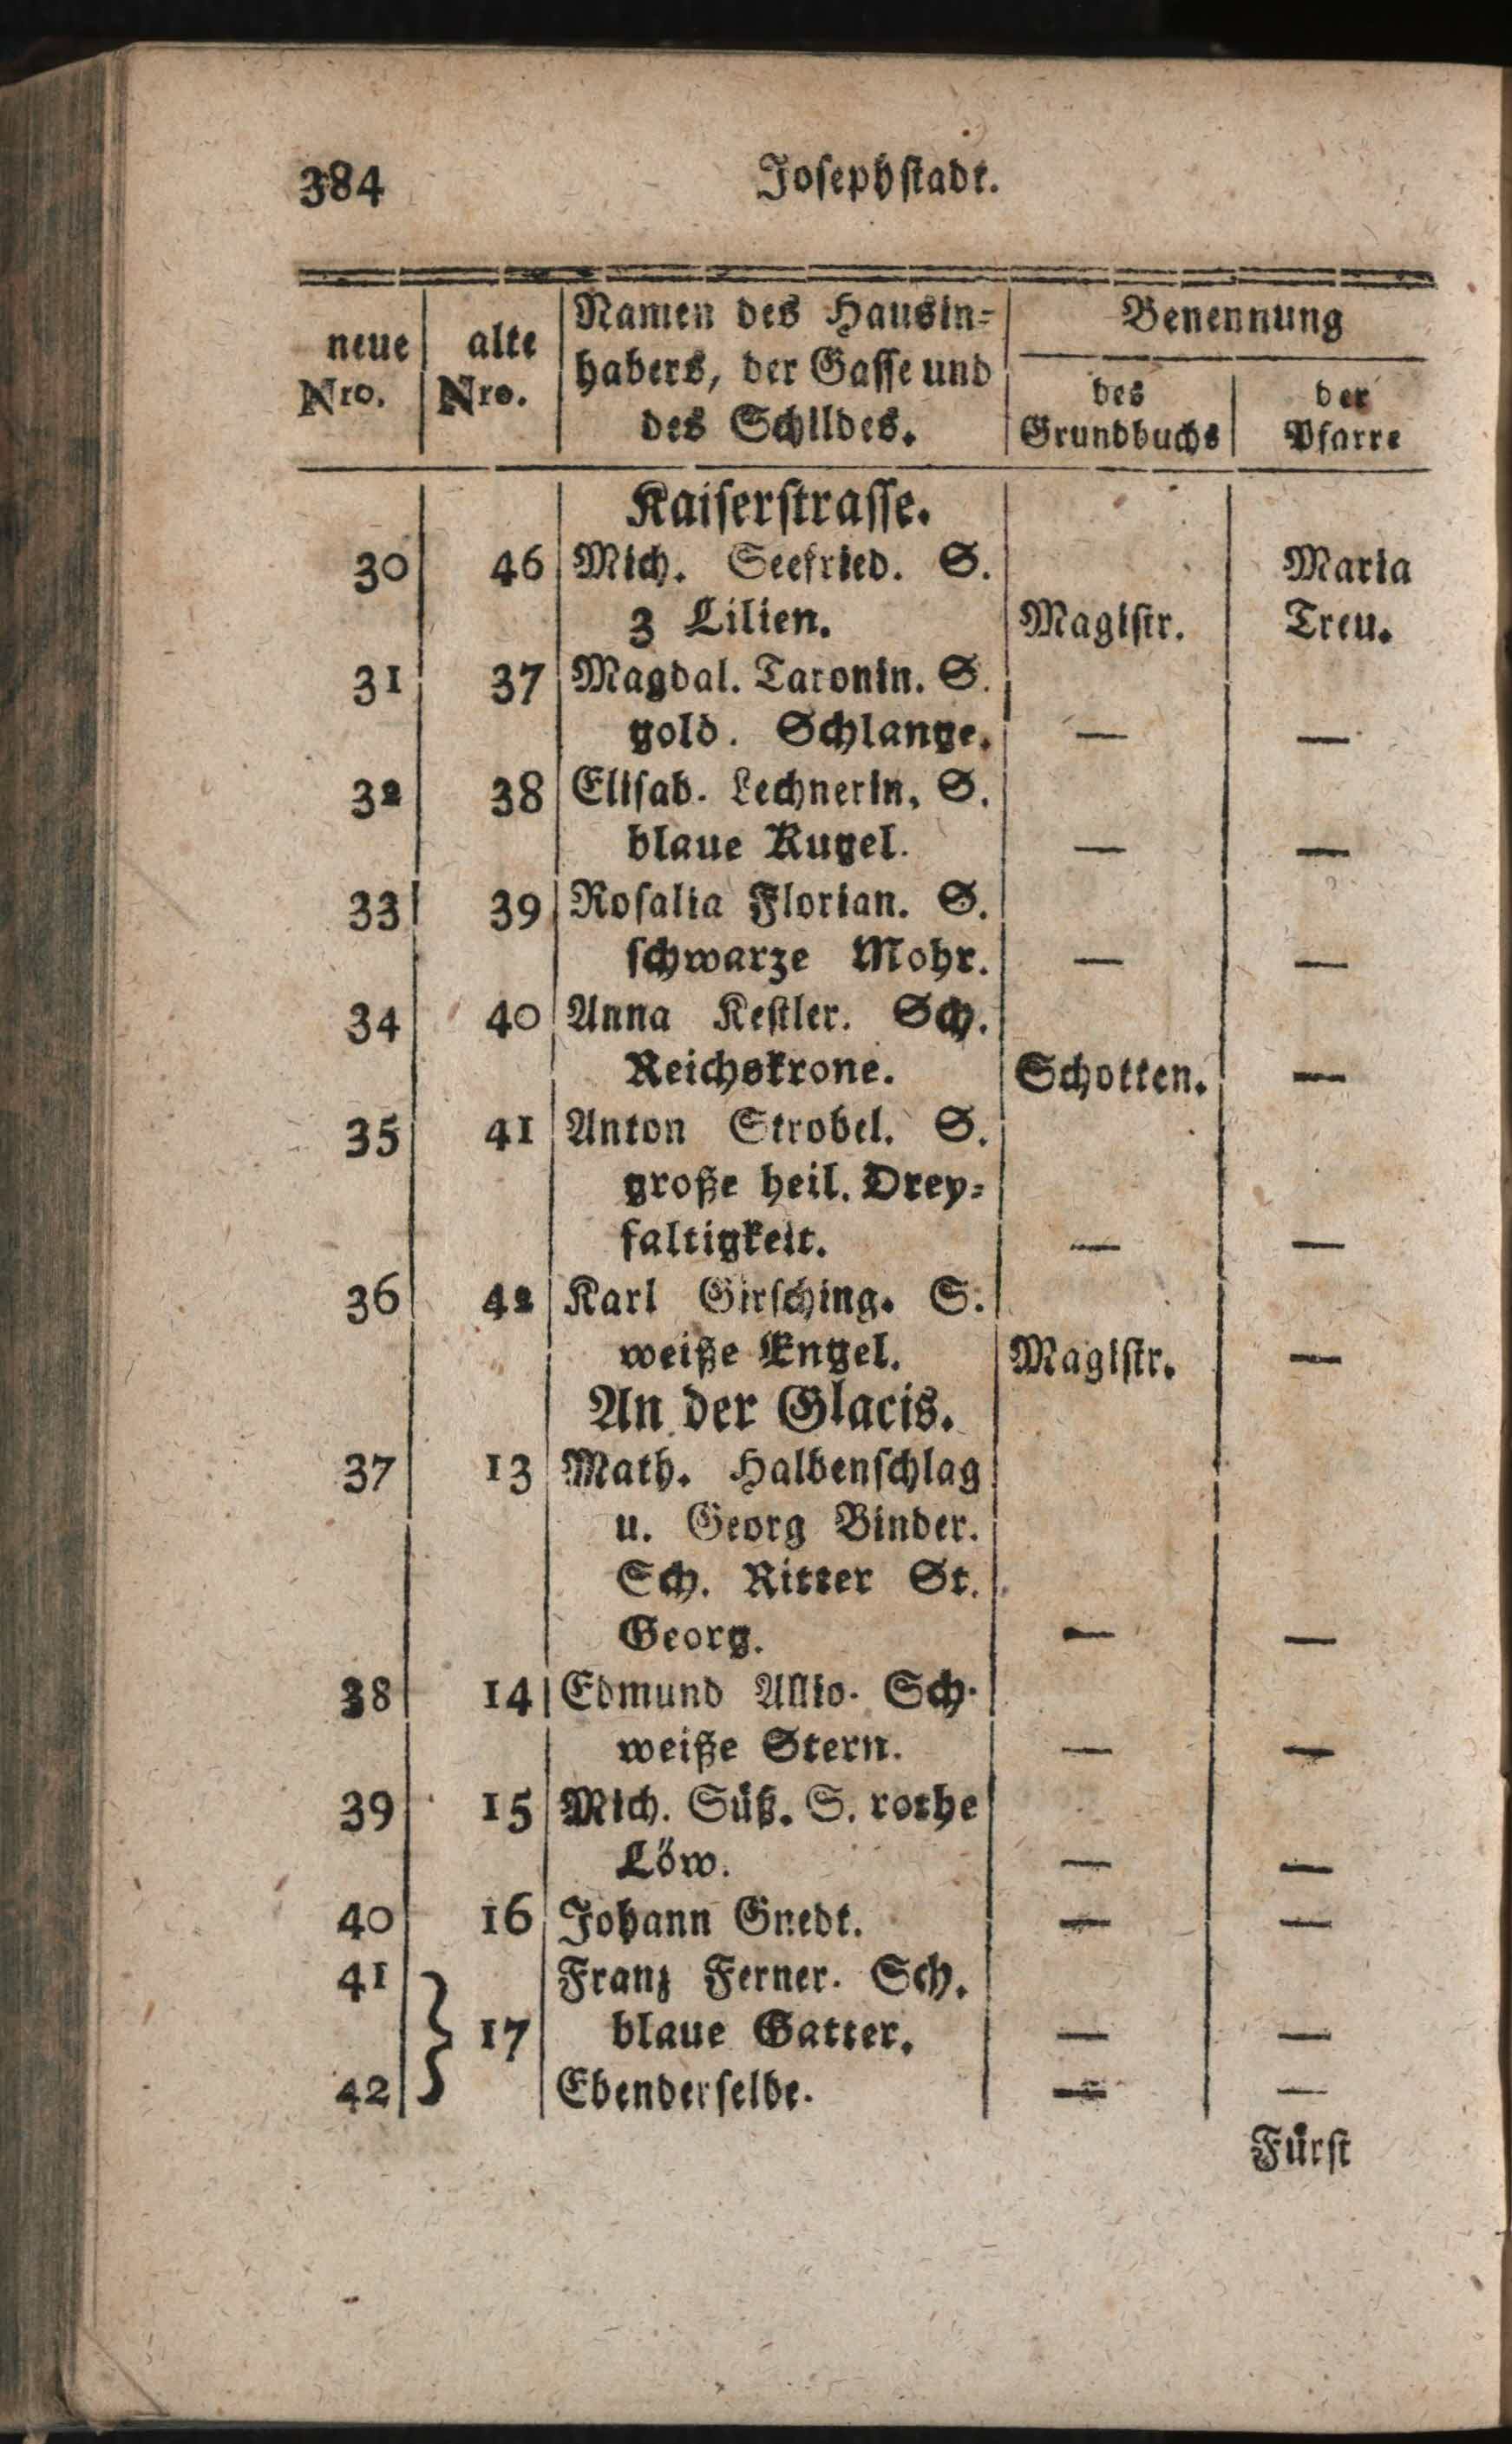 384 Josephstadt.
neue Nro. alte Nro. Namen des Hausin-
habers, der Gasse und
des Schildes. Benennung
des Grundbuchs der Pfarre
Kaiserstrasse.
30 46 Mich. Seefried. S. Maria
3 Lilien. Magistr. Treu.
31 37 Magdal. Taronin. S.
gold. Schlange. — —
32 38 Elisab. Lechnerin. S.
blaue Kugel. — —
33 39 Rosalia Florian. S.
schwarze Mohr. — —
34 40 Anna Kestler. Sch.
Reichskrone. Schotten. —
35 41 Anton Strobel. S.
große heil. Drey-
faltigkeit. — —
36 42 Karl Girsching. S.
weiße Engel. Magistr. —
An der Glacis.
37 13 Math. Halbenschlag
u. Georg Binder.
Sch. Ritter St.
Georg. — —
38 14 Edmund Allio. Sch.
weiße Stern. — —
39 15 Mich. Süß. S. rothe
Löw. — —
40 16 Johann Gnedt. — —
41 Franz Ferner. Sch.
} 17 blaue Gatter. — —
42 Ebenderselbe. — —
Fürst